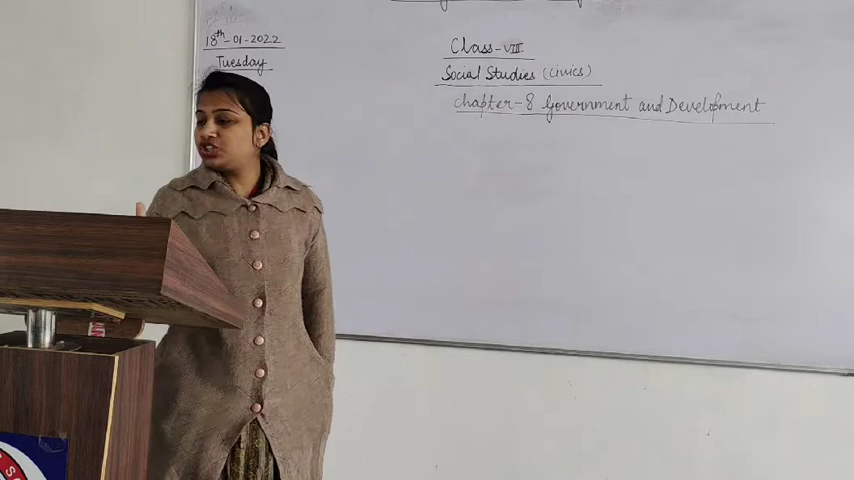 18th-01-2022
Tuesday
Class-VIII
Social Studies (Civics)
Chapter-8 Government and Development